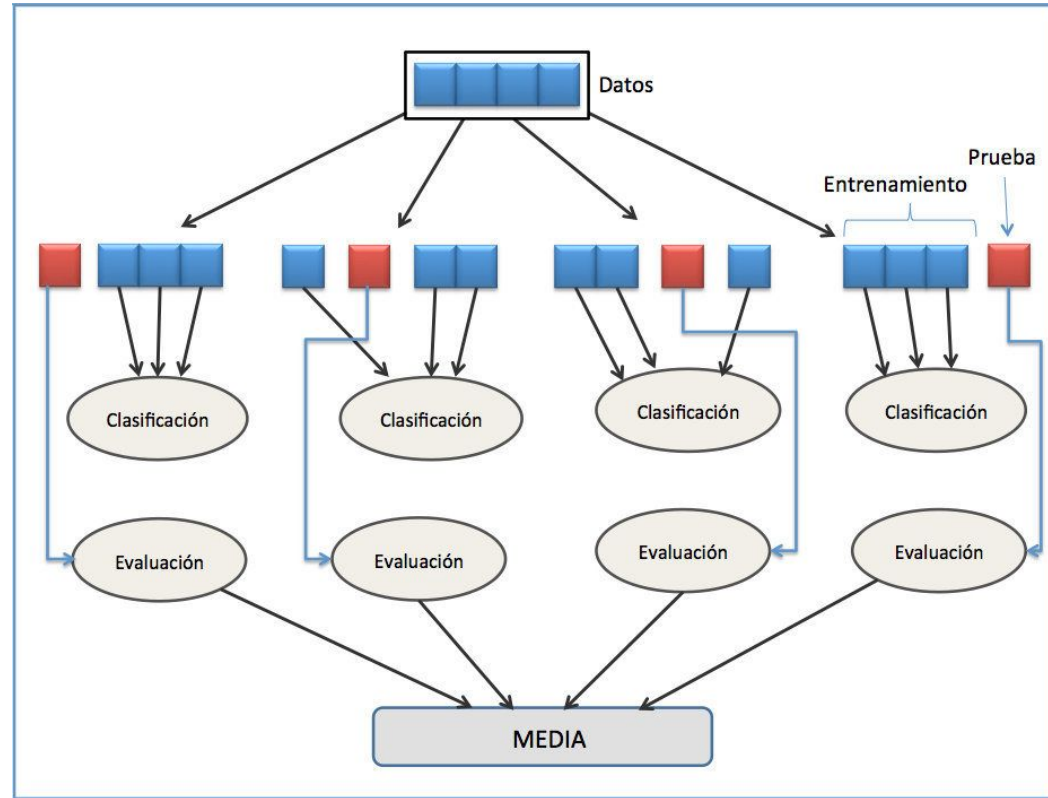 Datos
Prueba
Entrenamiento
Clasificación
Clasificación
Clasificación
Clasificación
Evaluación
Evaluación
Evaluación
Evaluación
MEDIA